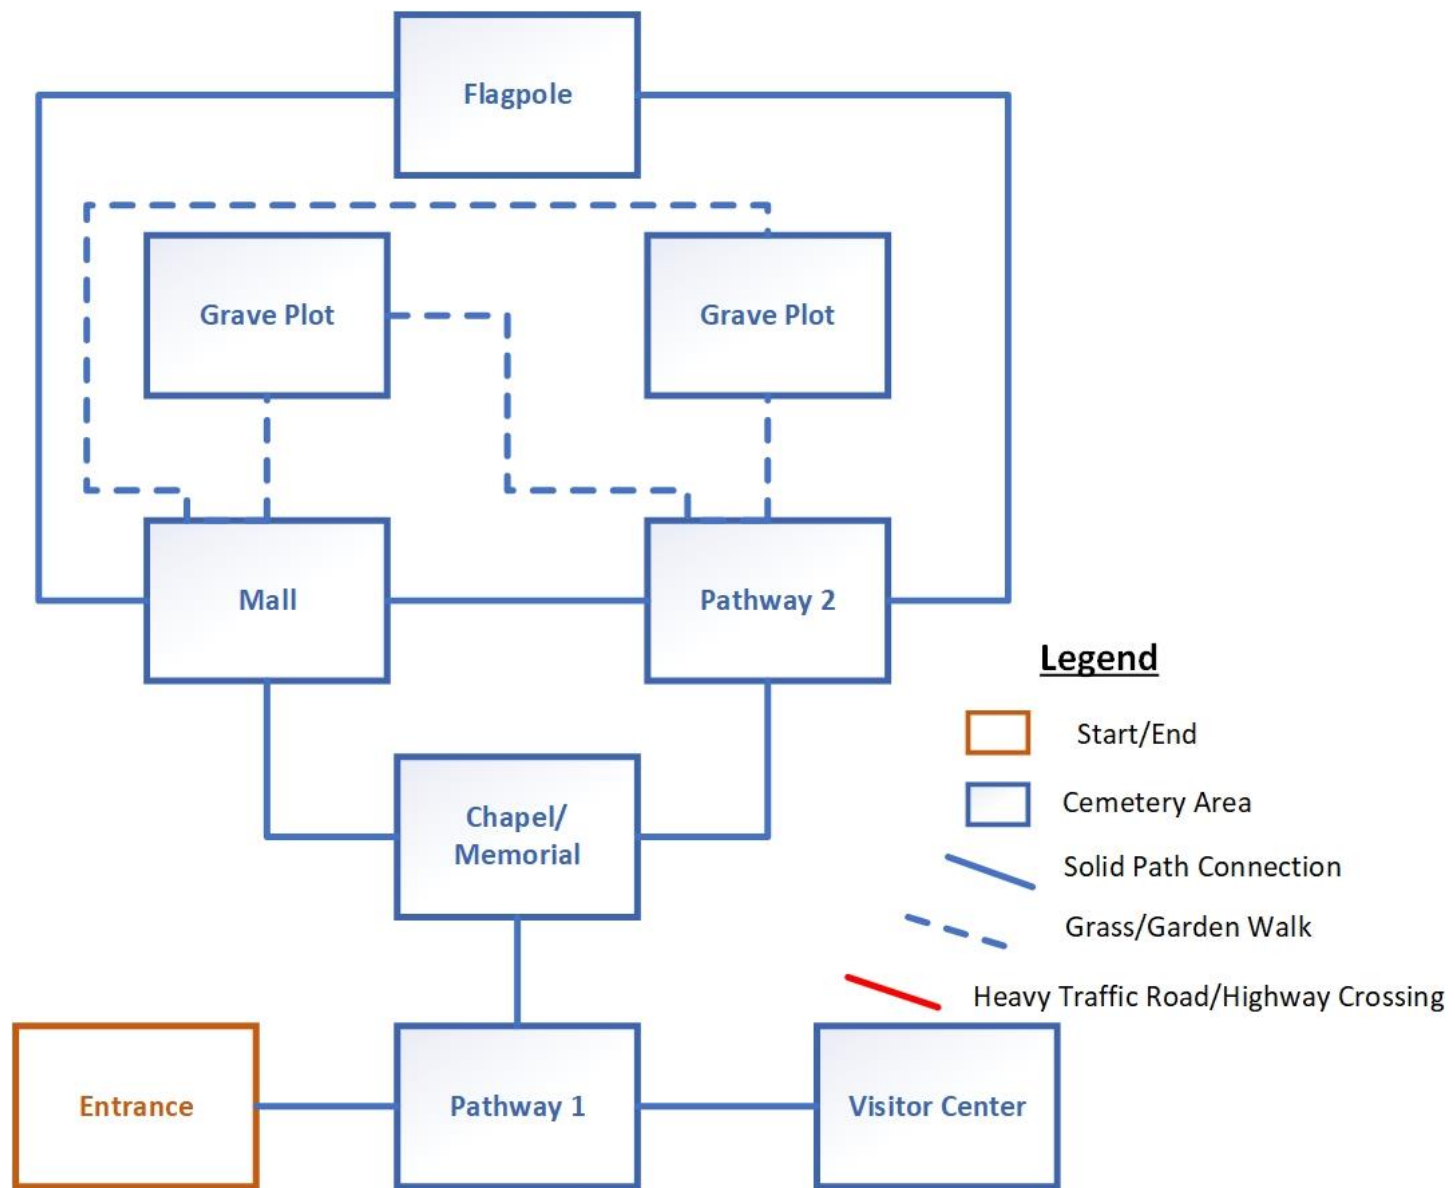 Flagpole
Grave Plot
Grave Plot
Mall
Pathway 2
Legend
Start/End
Cemetery Area
Chapel/
Memorial
Solid Path Connection
Grass/Garden Walk
Heavy Traffic Road/Highway Crossing
Entrance
Pathway 1
Visitor Center